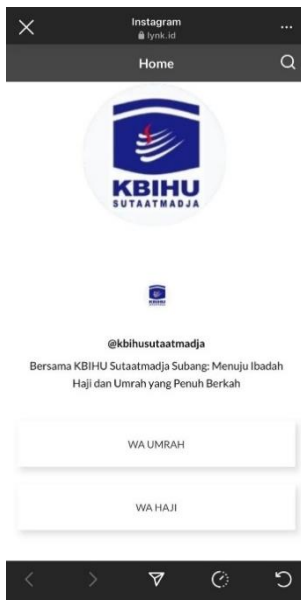 Instagram
lynk.id
Home
KBIHU
SUTAATMADJA
KBIHU
@kbihusutaatmadja
Bersama KBIHU Sutaatmadja Subang: Menuju Ibadah
Haji dan Umrah yang Penuh Berkah
WA UMRAH
WA HAJI